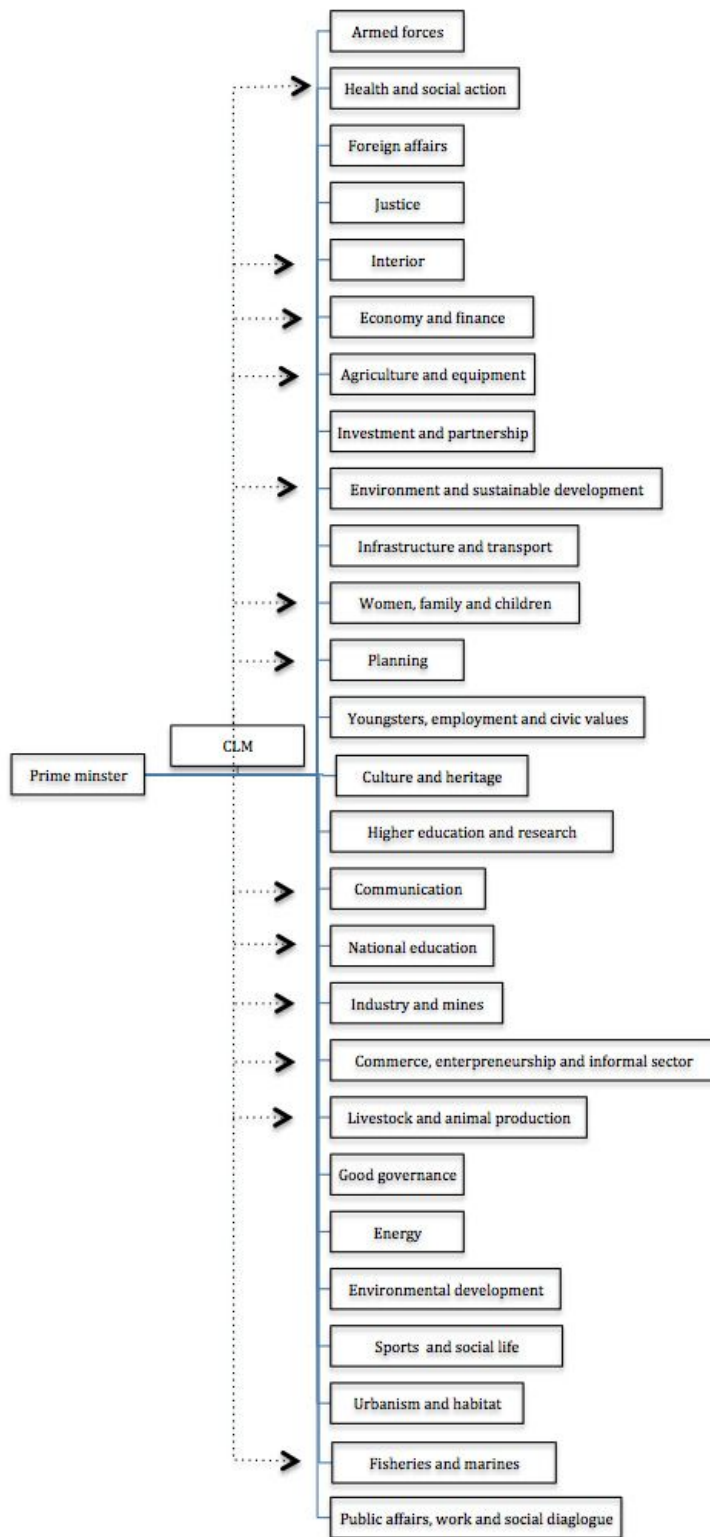 Armed forces
Health and social action
Foreign affairs
Justice
Interior
Economy and finance
Agriculture and equipment
Investment and partnership
Environment and sustainable development
Infrastructure and transport
Women, family and children
Planning
Youngsters, employment and civic values
CLM
Prime minster
Culture and heritage
Higher education and research
Communication
National education
Industry and mines
Commerce, enterpreneurship and informal sector
Livestock and animal production
Good governance
Energy
Environmental development
Sports and social life
Urbanism and habitat
Fisheries and marines
Public affairs, work and social diaglogue